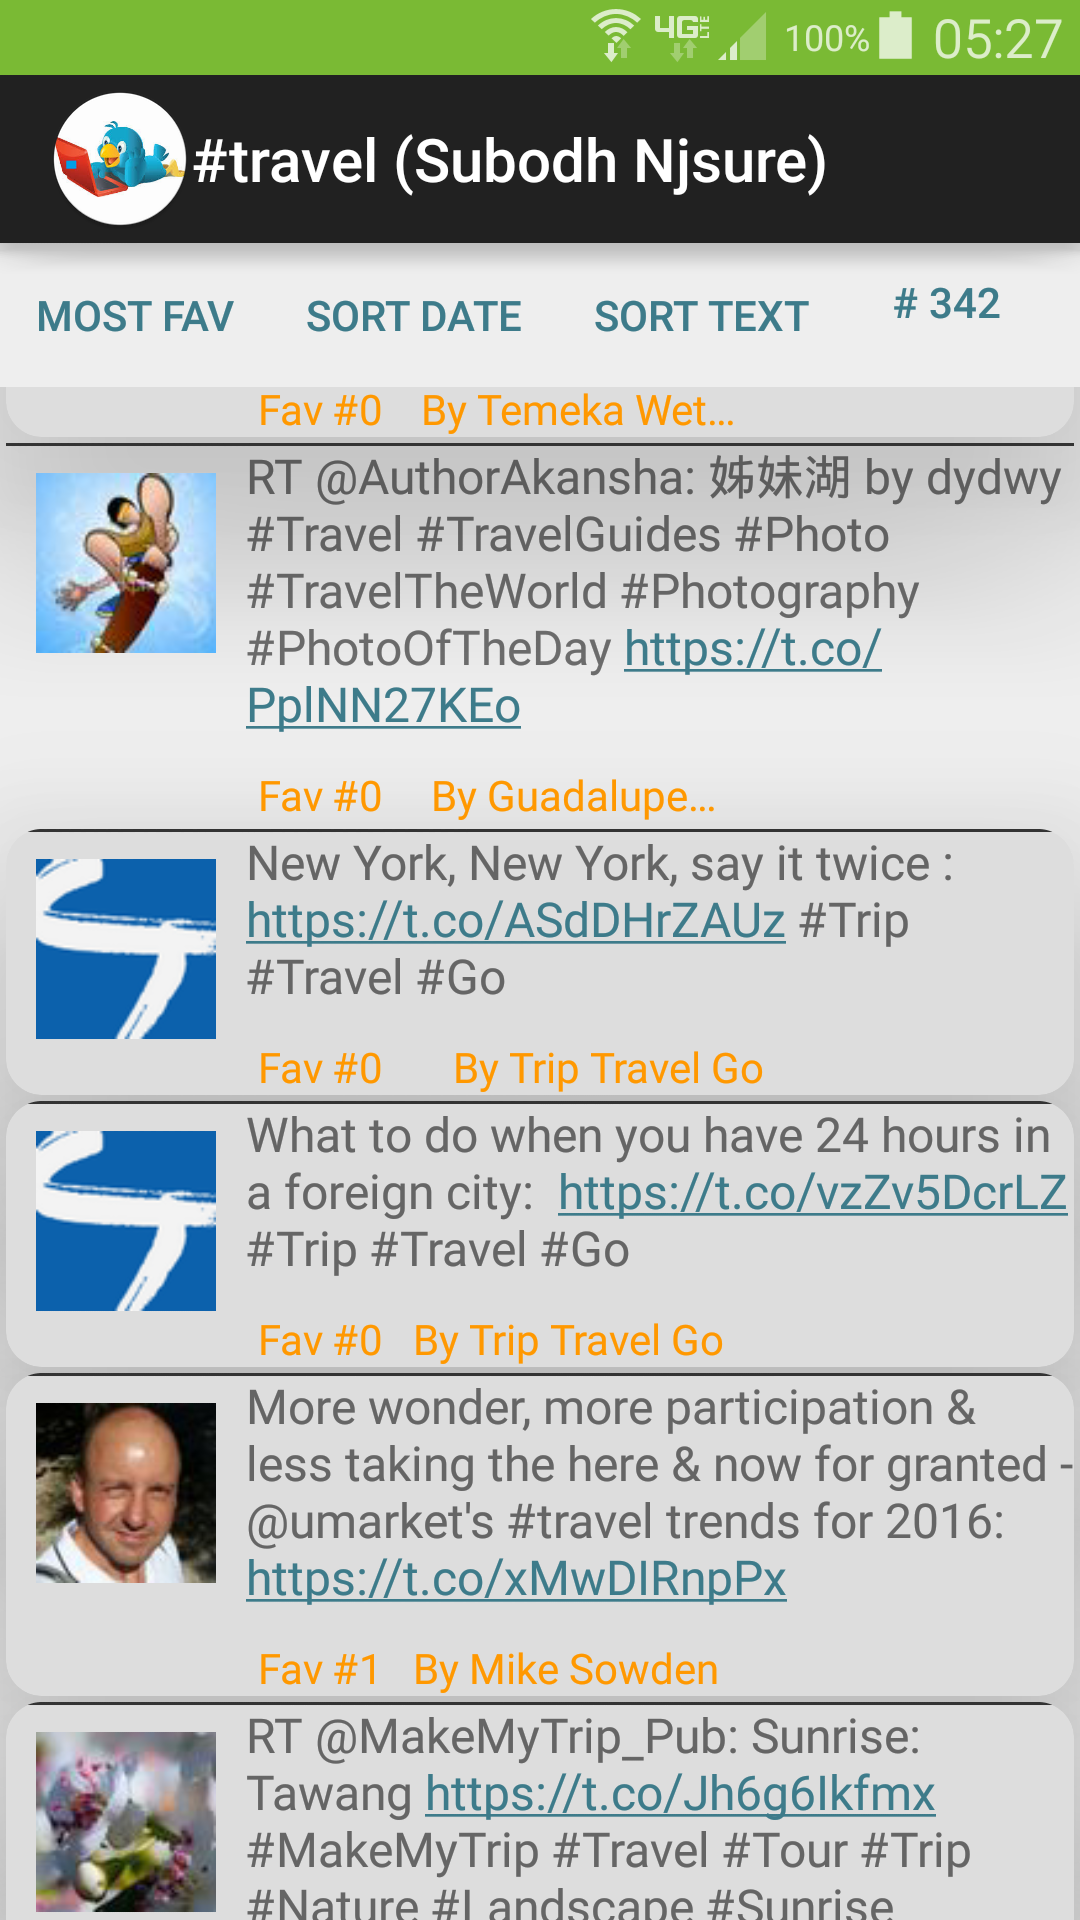 4G LTE 100% 05:27
#travel (Subodh Njsure)
MOST FAV SORT DATE SORT TEXT # 342
Fav #0 By Temeka Wet…
RT @AuthorAkansha: 姊妹湖 by dydwy
#Travel #TravelGuides #Photo
#TravelTheWorld #Photography
#PhotoOfTheDay https://t.co/
PplNN27KEo
Fav #0 By Guadalupe…
New York, New York, say it twice :
https://t.co/ASdDHrZAUz #Trip
#Travel #Go
Fav #0 By Trip Travel Go
What to do when you have 24 hours in
a foreign city: https://t.co/vzZv5DcrLZ
#Trip #Travel #Go
Fav #0 By Trip Travel Go
More wonder, more participation &
less taking the here & now for granted -
@umarket's #travel trends for 2016:
https://t.co/xMwDIRnpPx
Fav #1 By Mike Sowden
RT @MakeMyTrip_Pub: Sunrise:
Tawang https://t.co/Jh6g6Ikfmx
#MakeMyTrip #Travel #Tour #Trip
#Nature #Landscape #Sunrise